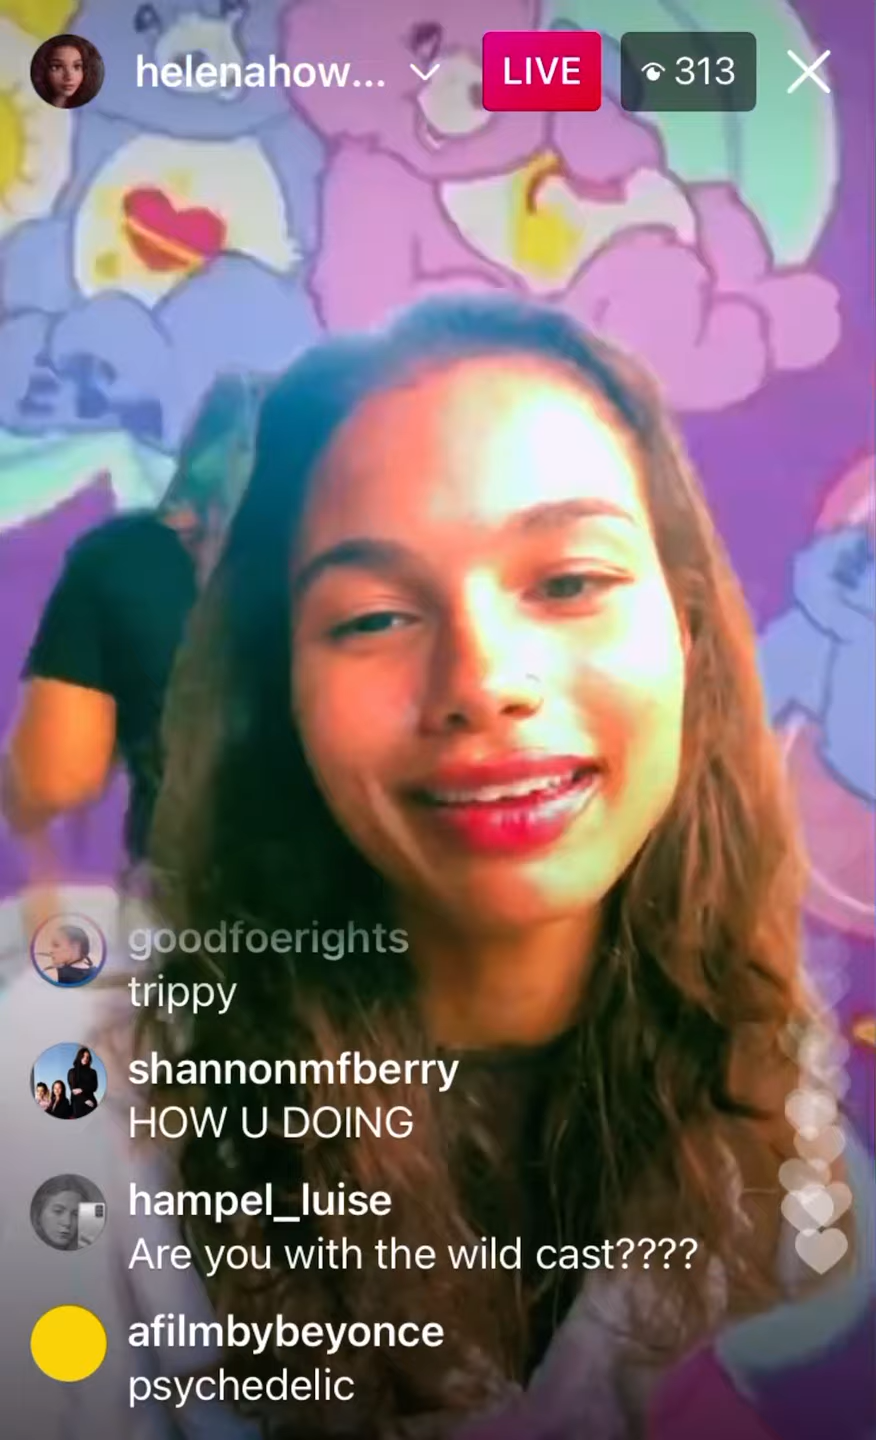 helenahow...
LIVE
313
goodfoerights
trippy
shannonmfberry
HOW U DOING
hampel_luise
Are you with the wild cast????
afilmbybeyonce
psychedelic